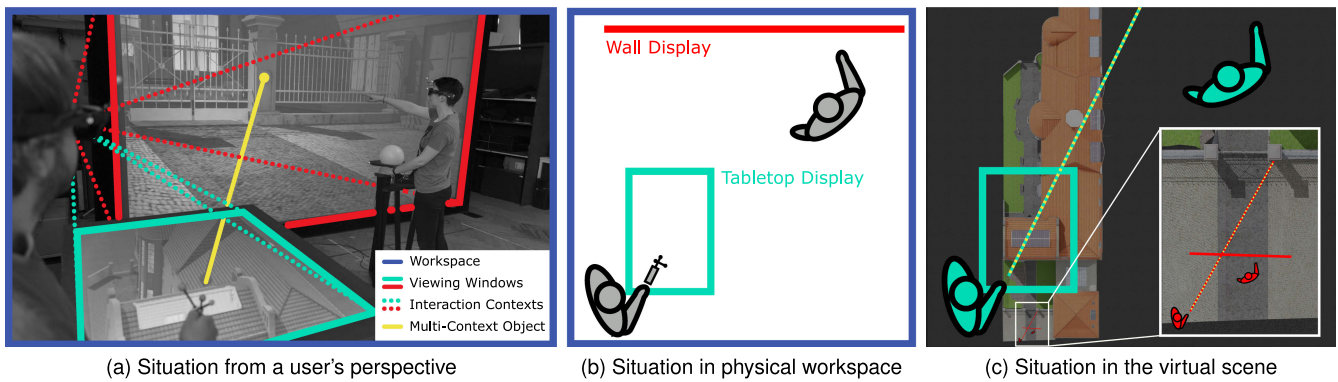 Workspace
Viewing Windows
Interaction Contexts
Multi-Context Object
Wall Display
Tabletop Display
(a) Situation from a user's perspective
(b) Situation in physical workspace
(c) Situation in the virtual scene